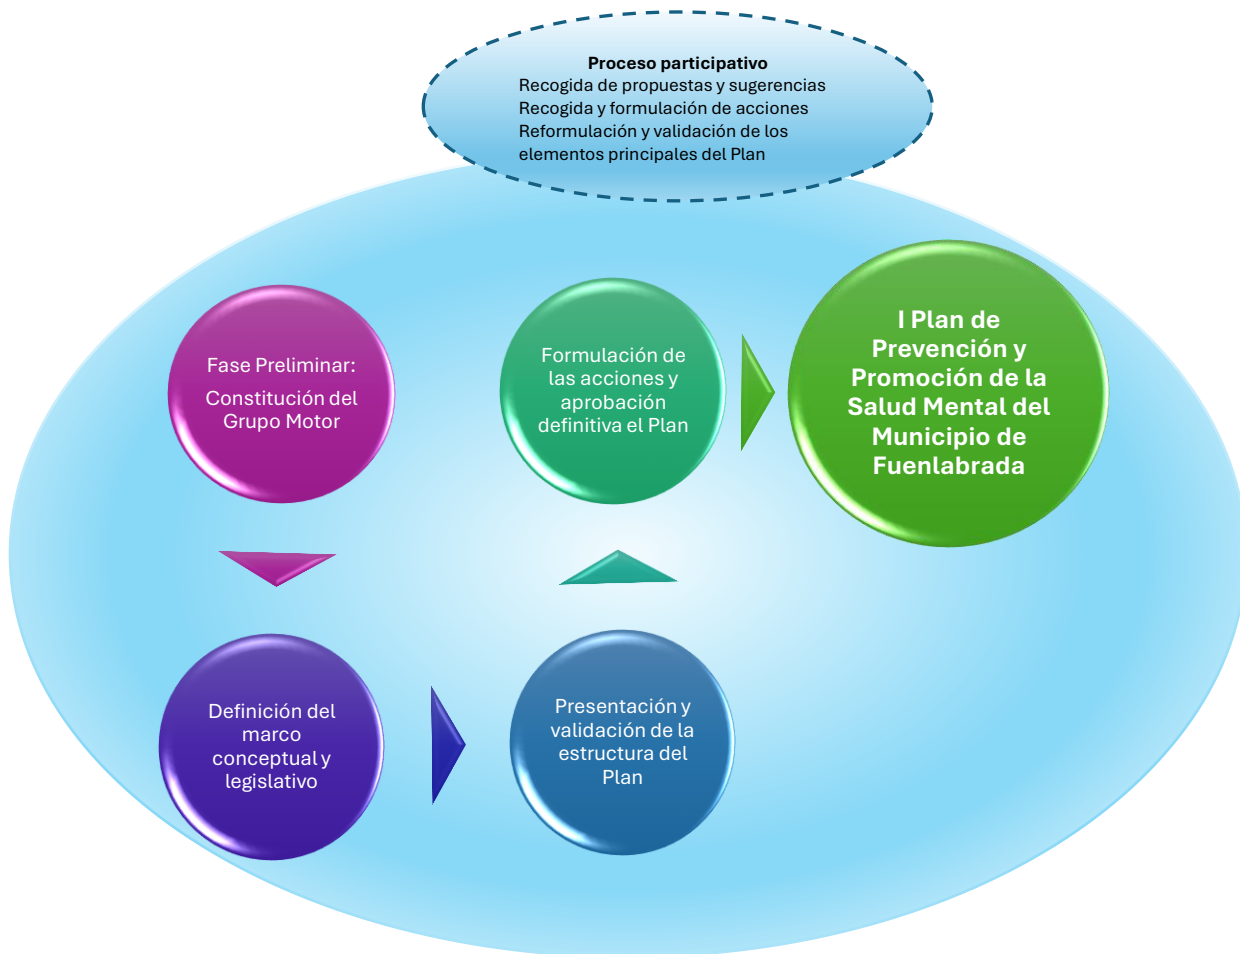 Proceso participativo
Recogida de propuestas y sugerencias
Recogida y formulación de acciones
Reformulación y validación de los
elementos principales del Plan
Fase Preliminar:
Constitución del
Grupo Motor
Definición del
marco
conceptual y
legislativo
Presentación y
validación de la
estructura del
Plan
Formulación de
las acciones y
aprobación
definitiva el Plan
I Plan de
Prevención y
Promoción de la
Salud Mental del
Municipio de
Fuenlabrada